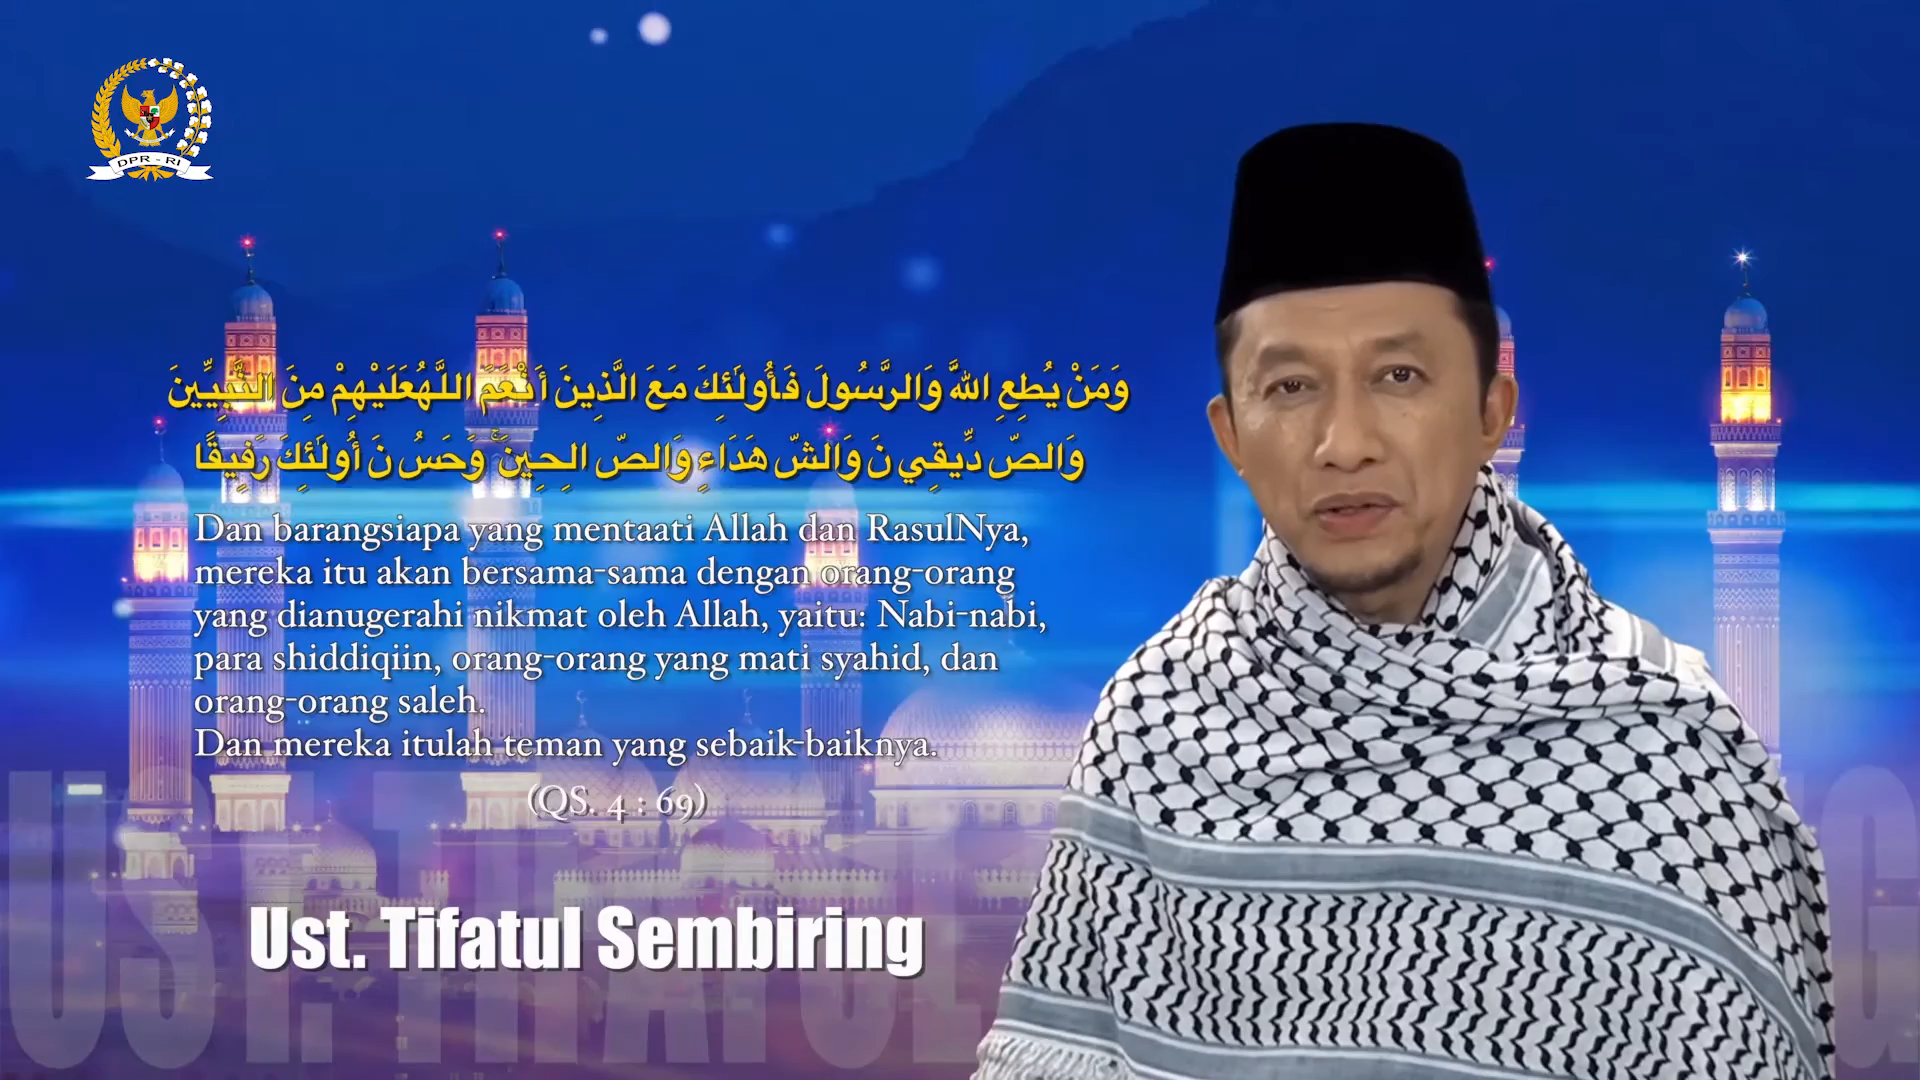 DPR - RI
وَمَنْ يُطِعِ اللهَّ وَالرَّسُولَ فَأُولَئِكَ مَعَ الَّذِينَ أَنْعَمَ اللَّهُعَلَيْهِمْ مِنَ النَّبِيِّينَ
وَالصّ دِّيقِي نَ وَالشّ هَدَاءِ وَالصّ الِحِينَ ۚ وَحَسُ نَ أُولَئِكَ رَفِيقًا
Dan barangsiapa yang mentaati Allah dan RasulNya,
mereka itu akan bersama-sama dengan orang-orang
yang dianugerahi nikmat oleh Allah, yaitu: Nabi-nabi,
para shiddiqiin, orang-orang yang mati syahid, dan
orang-orang saleh.
Dan mereka itulah teman yang sebaik-baiknya.
(QS. 4 : 69)
Ust. Tifatul Sembiring